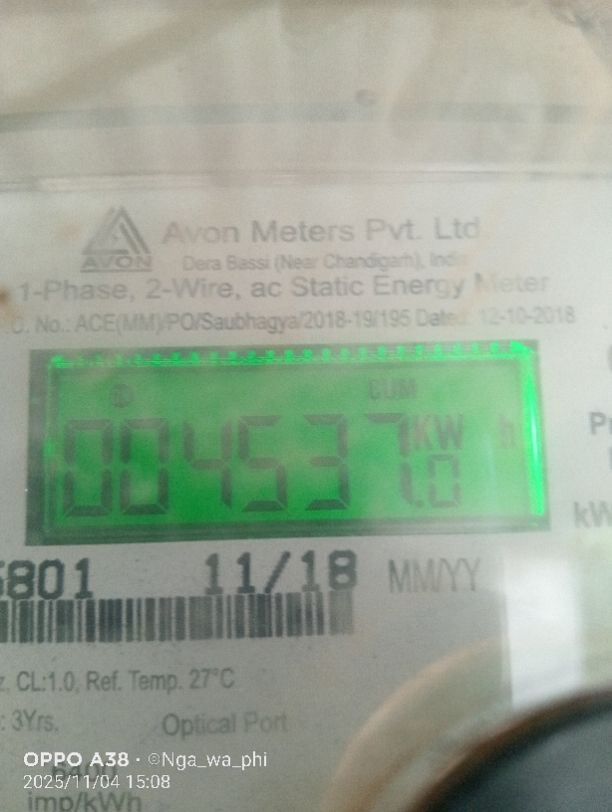 Avon Meters Pvt. Ltd.
AVON
Dera Bassi (Near Chandigarh), India
1-Phase, 2-Wire, ac Static Energy Meter
O. No.: ACE(MM)/PO/Saubhagya/2018-19/195 Dated: 12-10-2018
CUM
004537.0 KW h
5801 11/18 MM/YY
kW
z, CL:1.0, Ref. Temp. 27°C
: 3Yrs. Optical Port
OPPO A38 · ©Nga_wa_phi
2025/11/04 15:08
imp/kWh